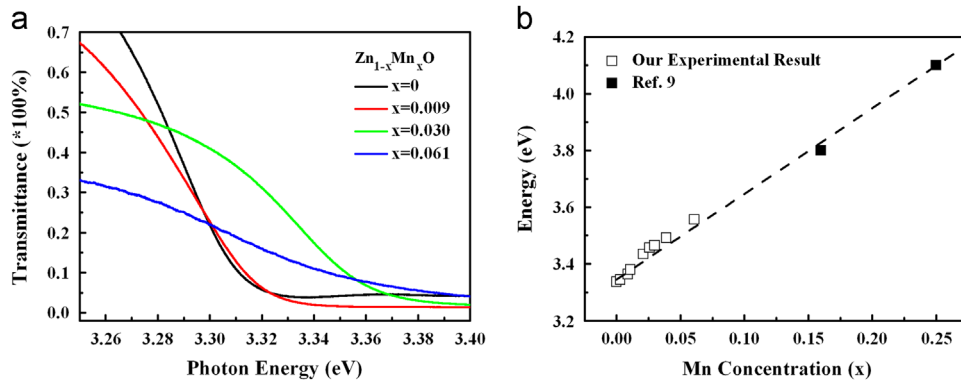 a
0.7
0.6
0.5
0.4
0.3
0.2
0.1
0.0
Transmittance (*100%)
Zn1-xMnxO
x=0
x=0.009
x=0.030
x=0.061
3.26 3.28 3.30 3.32 3.34 3.36 3.38 3.40
Photon Energy (eV)
b
4.2
4.0
3.8
3.6
3.4
3.2
Energy (eV)
Our Experimental Result
Ref. 9
0.00 0.05 0.10 0.15 0.20 0.25
Mn Concentration (x)